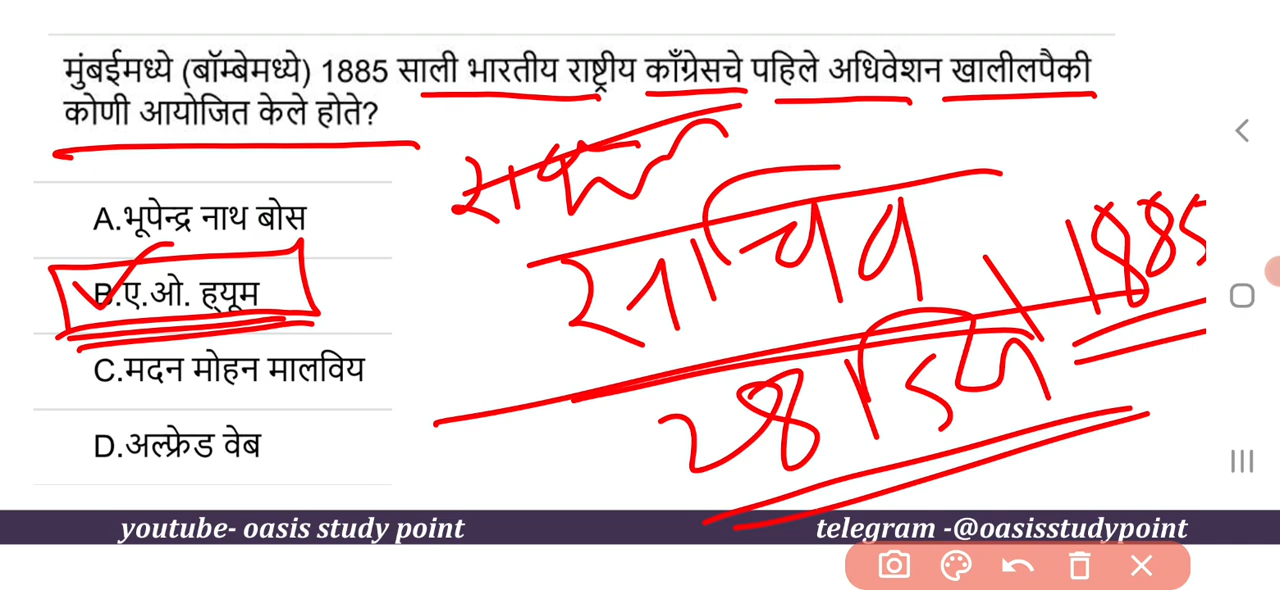 मुंबईमध्ये (बॉम्बेमध्ये) 1885 साली भारतीय राष्ट्रीय काँग्रेसचे पहिले अधिवेशन खालीलपैकी
कोणी आयोजित केले होते?
A.भूपेन्द्र नाथ बोस
B.ए.ओ. ह्यूम
C.मदन मोहन मालविय
D.अल्फ्रेड वेब
सचिव
1885
28 डिसे
youtube- oasis study point
telegram -@oasisstudypoint